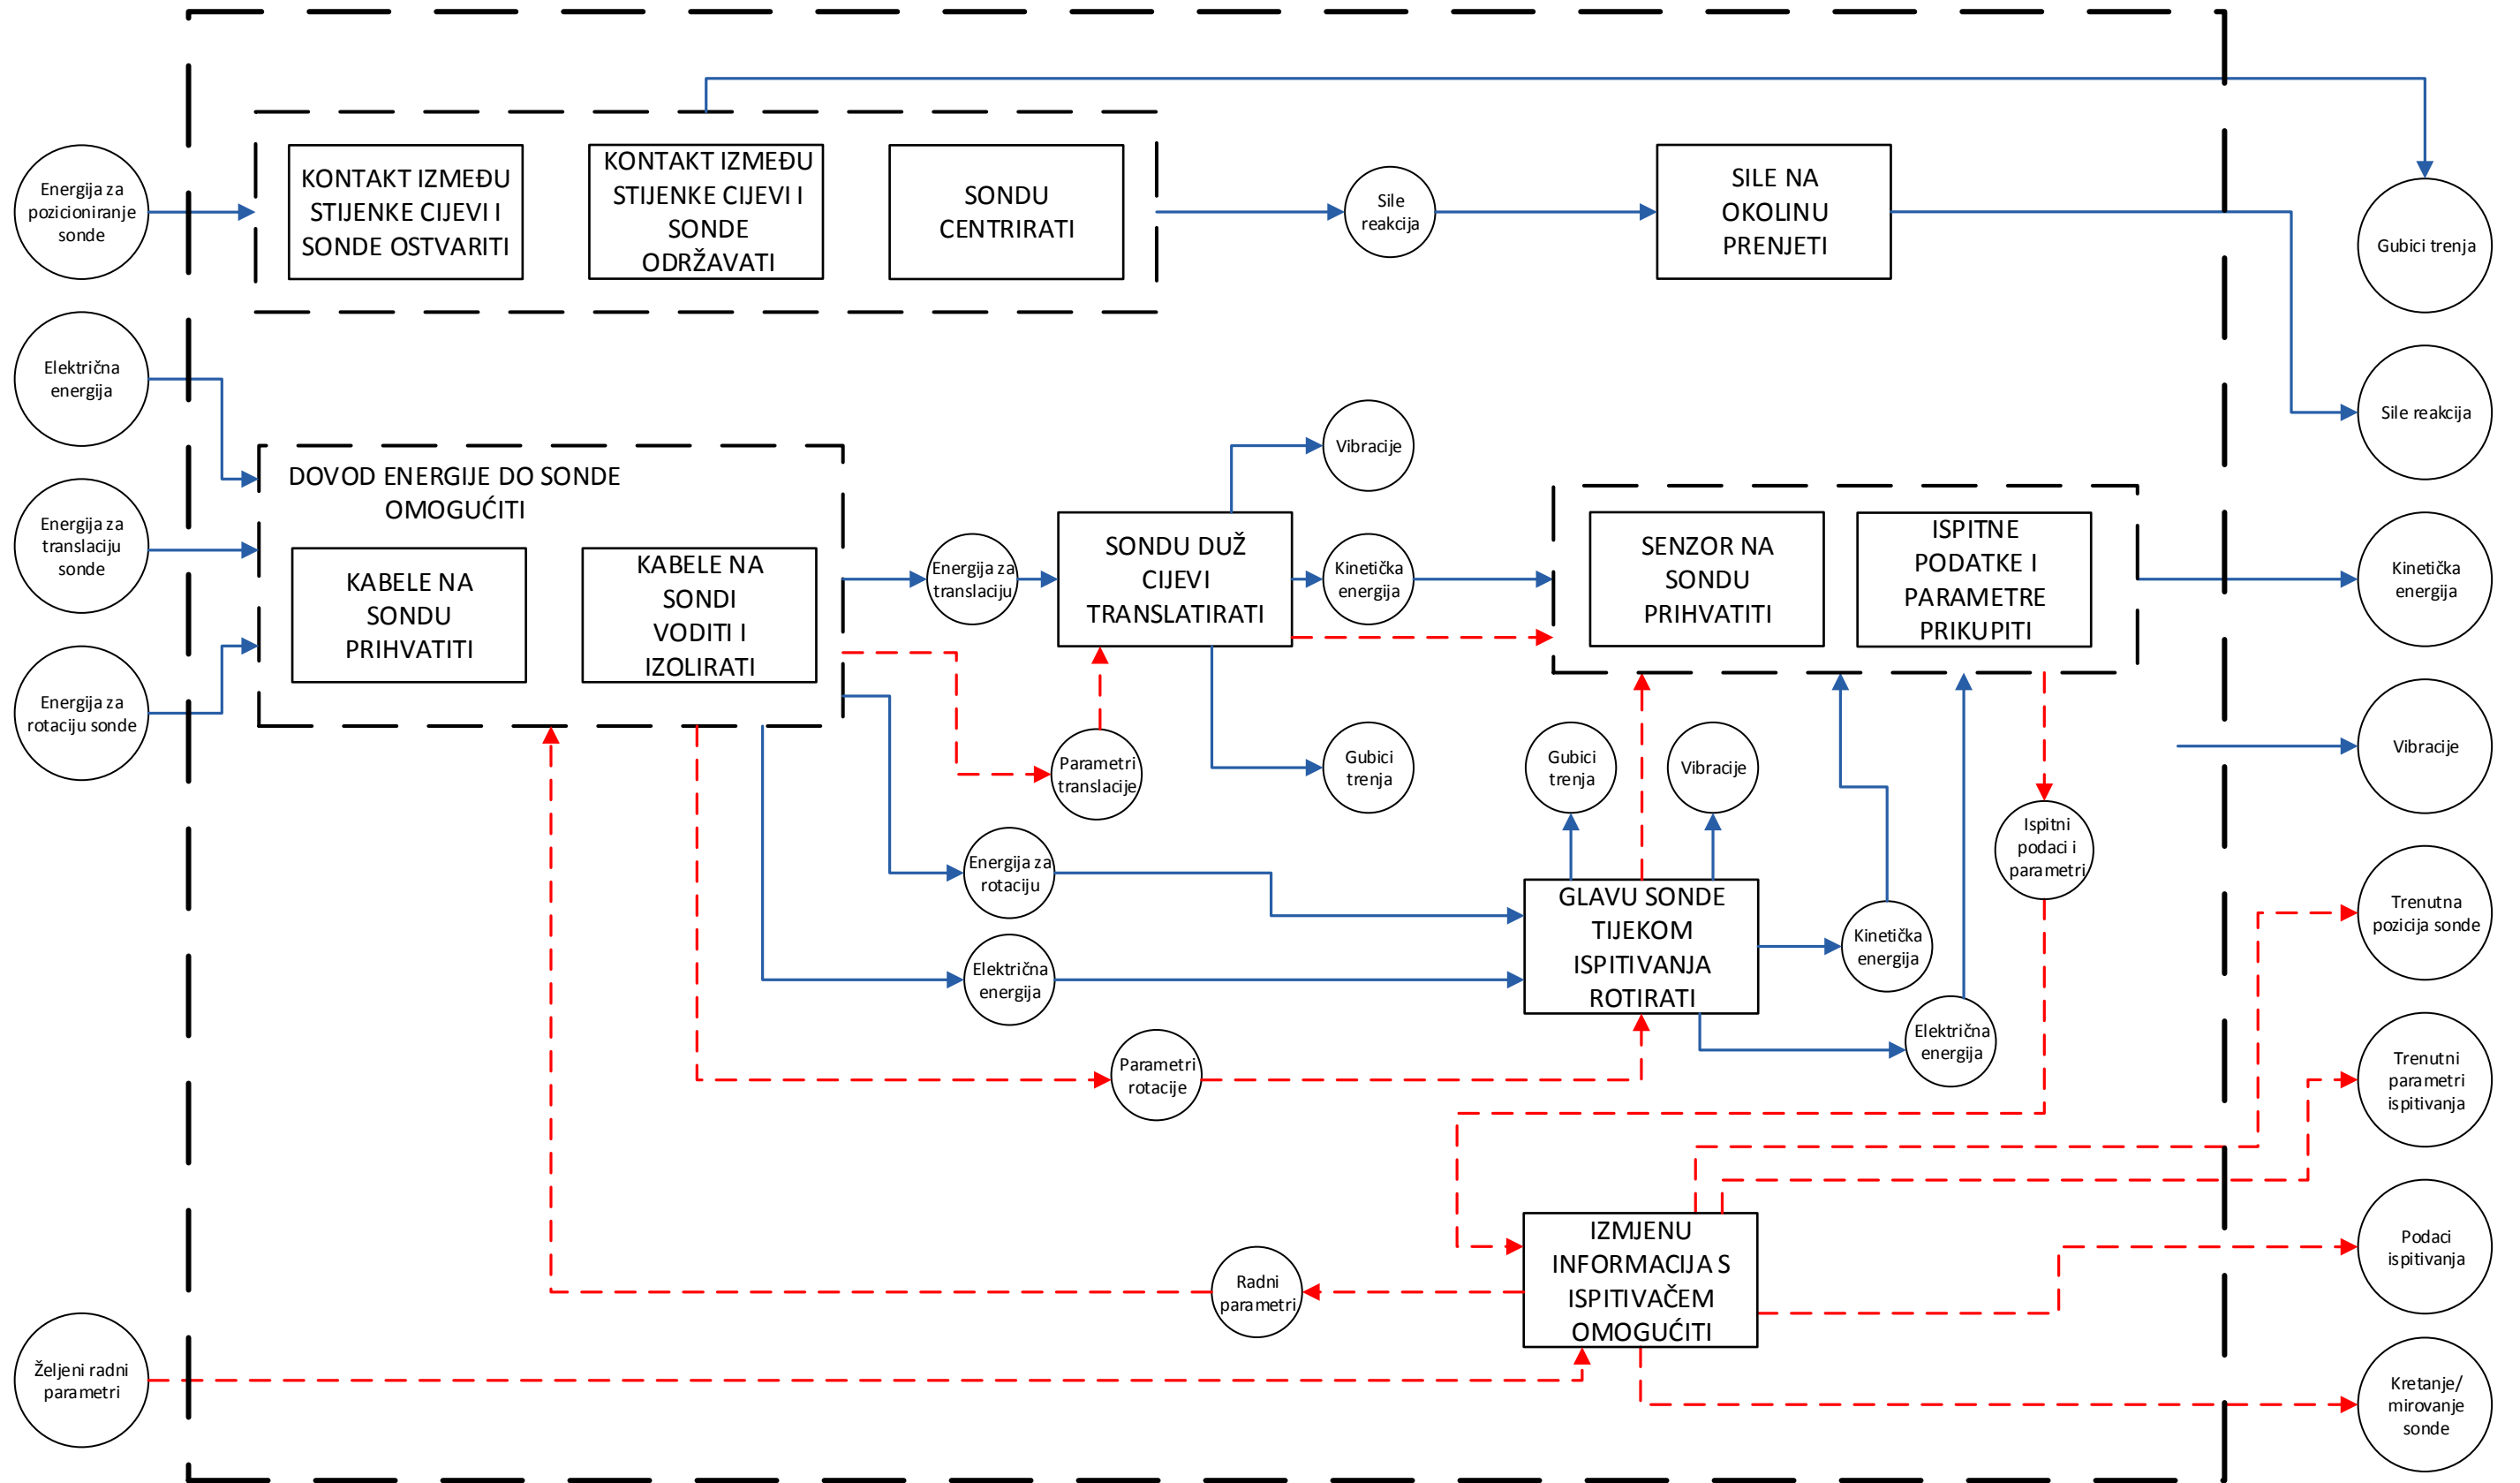 Energija za
pozicioniranje
sonde
KONTAKT IZMEĐU
STIJENKE CIJEVI I
SONDE OSTVARITI
KONTAKT IZMEĐU
STIJENKE CIJEVI I
SONDE
ODRŽAVATI
SONDU
CENTRIRATI
Sile
reakcija
SILE NA
OKOLINU
PRENJETI
Gubici trenja
Električna
energija
Sile reakcija
DOVOD ENERGIJE DO SONDE
OMOGUĆITI
Vibracije
Energija za
translaciju
sonde
KABELE NA
SONDU
PRIHVATITI
KABELE NA
SONDI
VODITI I
IZOLIRATI
Energija za
translaciju
SONDU DUŽ
CIJEVI
TRANSLATIRATI
Kinetička
energija
SENZOR NA
SONDU
PRIHVATITI
ISPITNE
PODATKE I
PARAMETRE
PRIKUPITI
Kinetička
energija
Energija za
rotaciju sonde
Parametri
translacije
Gubici
trenja
Gubici
trenja
Vibracije
Vibracije
Ispitni
podaci i
parametri
Energija za
rotaciju
GLAVU SONDE
TIJEKOM
ISPITIVANJA
ROTIRATI
Kinetička
energija
Trenutna
pozicija sonde
Električna
energija
Električna
energija
Parametri
rotacije
Trenutni
parametri
ispitivanja
Radni
parametri
IZMJENU
INFORMACIJA S
ISPITIVAČEM
OMOGUĆITI
Podaci
ispitivanja
Željeni radni
parametri
Kretanje/
mirovanje
sonde